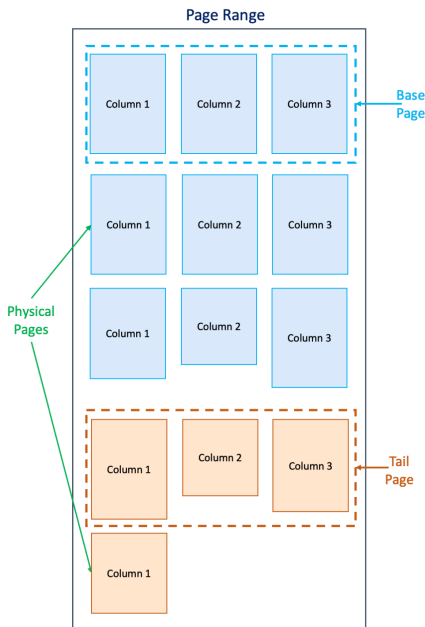 Page Range
Column 1
Column 2
Column 3
Base
Page
Column 1
Column 2
Column 3
Physical
Pages
Column 1
Column 2
Column 3
Column 1
Column 2
Column 3
Tail
Page
Column 1